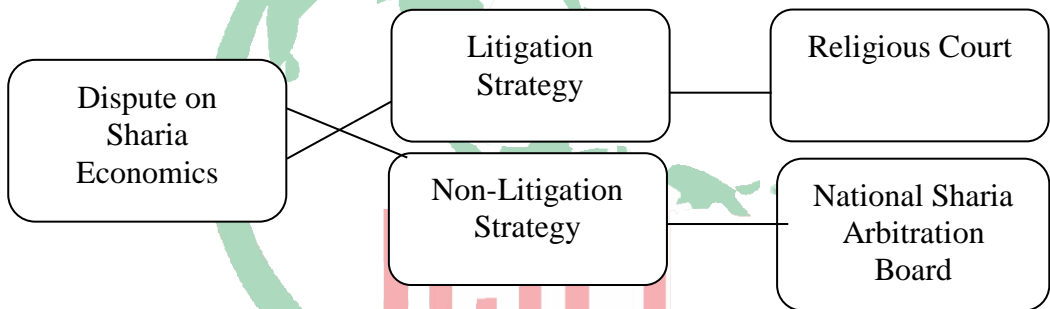 Dispute on
Sharia
Economics
Litigation
Strategy
Religious Court
Non-Litigation
Strategy
National Sharia
Arbitration
Board